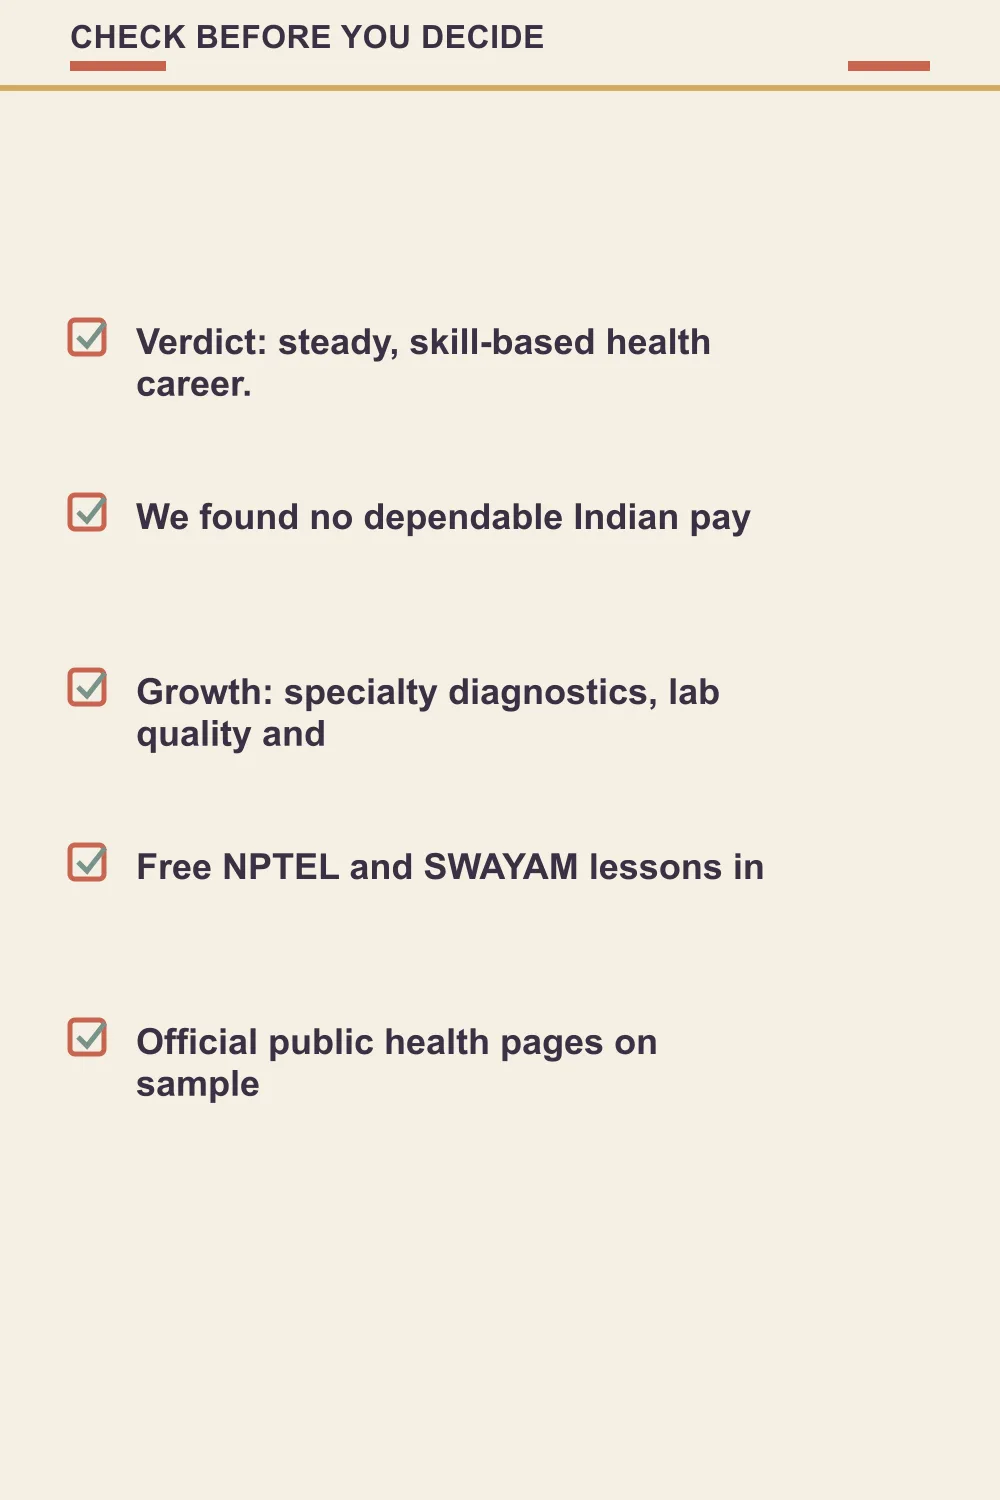 CHECK BEFORE YOU DECIDE
Verdict: steady, skill-based health
career.
We found no dependable Indian pay
Growth: specialty diagnostics, lab
quality and
Free NPTEL and SWAYAM lessons in
Official public health pages on
sample